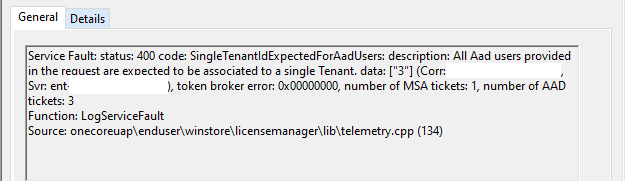 General
Details
Service Fault: status: 400 code: SingleTenantIdExpectedForAadUsers: description: All Aad users provided
in the request are expected to be associated to a single Tenant. data: ["3"] (Corr: ,
Svr: ent- ), token broker error: 0x00000000, number of MSA tickets: 1, number of AAD
tickets: 3
Function: LogServiceFault
Source: onecoreuap\enduser\winstore\licensemanager\lib\telemetry.cpp (134)